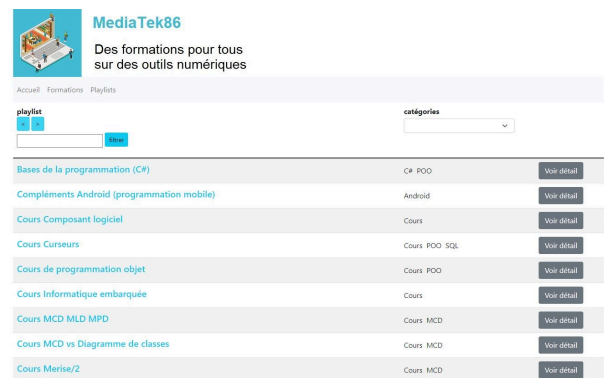 MediaTek86
Des formations pour tous
sur des outils numériques
Accueil Formations Playlists
playlist catégories
< >
filtrer
Bases de la programmation (C#) C# POO Voir détail
Compléments Android (programmation mobile) Android Voir détail
Cours Composant logiciel Cours Voir détail
Cours Curseurs Cours POO SQL Voir détail
Cours de programmation objet Cours POO Voir détail
Cours Informatique embarquée Cours Voir détail
Cours MCD MLD MPD Cours MCD Voir détail
Cours MCD vs Diagramme de classes Cours MCD Voir détail
Cours Merise/2 Cours MCD Voir détail